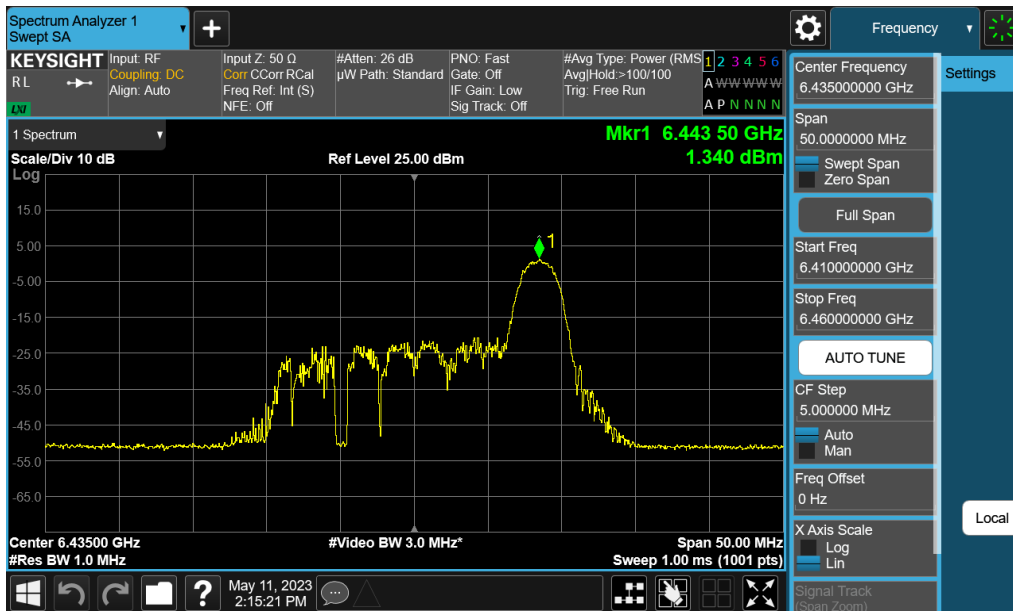 Spectrum Analyzer 1
Swept SA
Frequency
KEYSIGHT
RL
LXI
Input: RF
Coupling: DC
Align: Auto
Input Z: 50 Ω
Corr CCorr RCal
Freq Ref: Int (S)
NFE: Off
#Atten: 26 dB
µW Path: Standard
PNO: Fast
Gate: Off
IF Gain: Low
Sig Track: Off
#Avg Type: Power (RMS
Avg|Hold:>100/100
Trig: Free Run
1 2 3 4 5 6
A W W W W W
A P N N N N
1 Spectrum
Mkr1 6.443 50 GHz
Scale/Div 10 dB
Ref Level 25.00 dBm
1.340 dBm
Log
15.0
5.00
-5.00
-15.0
-25.0
-35.0
-45.0
-55.0
-65.0
1
Center 6.43500 GHz
#Video BW 3.0 MHz*
Span 50.00 MHz
#Res BW 1.0 MHz
Sweep 1.00 ms (1001 pts)
Center Frequency
6.435000000 GHz
Settings
Span
50.0000000 MHz
Swept Span
Zero Span
Full Span
Start Freq
6.410000000 GHz
Stop Freq
6.460000000 GHz
AUTO TUNE
CF Step
5.000000 MHz
Auto
Man
Freq Offset
0 Hz
Local
X Axis Scale
Log
Lin
Signal Track
(Span Zoom)
?
May 11, 2023
2:15:21 PM